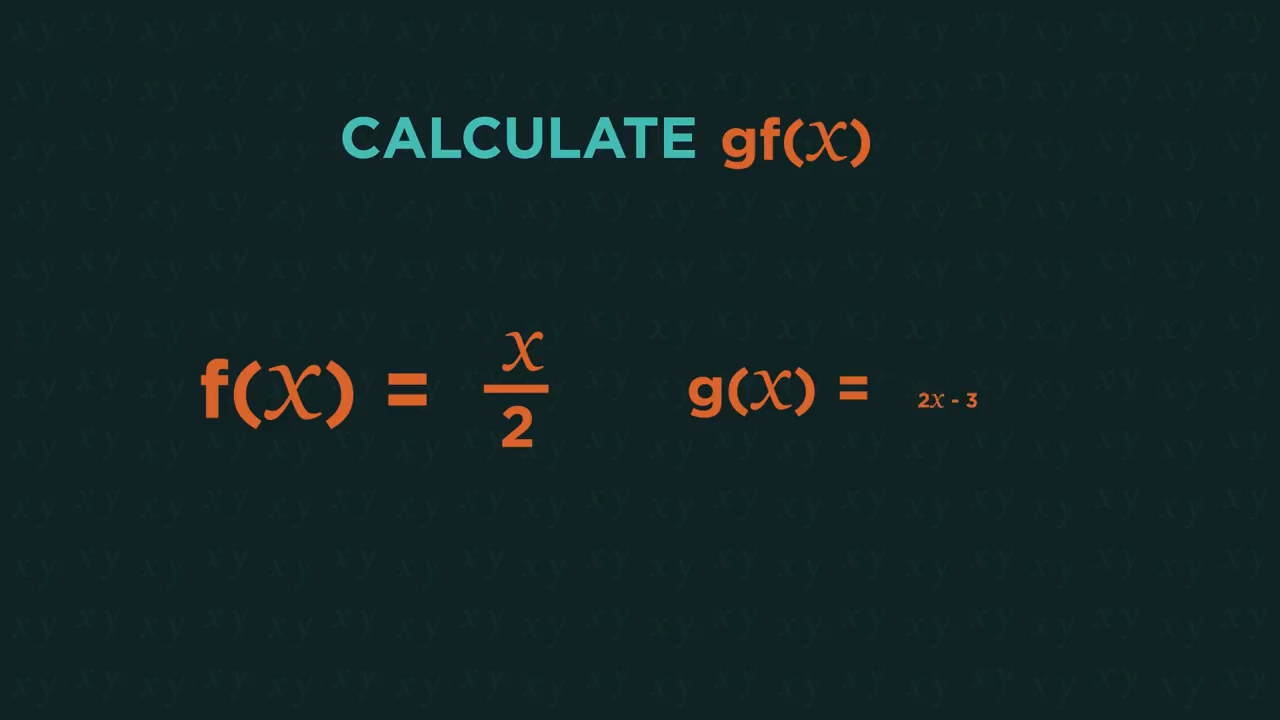 CALCULATE gf(x)
f(x) = x/2 g(x) = 2x - 3